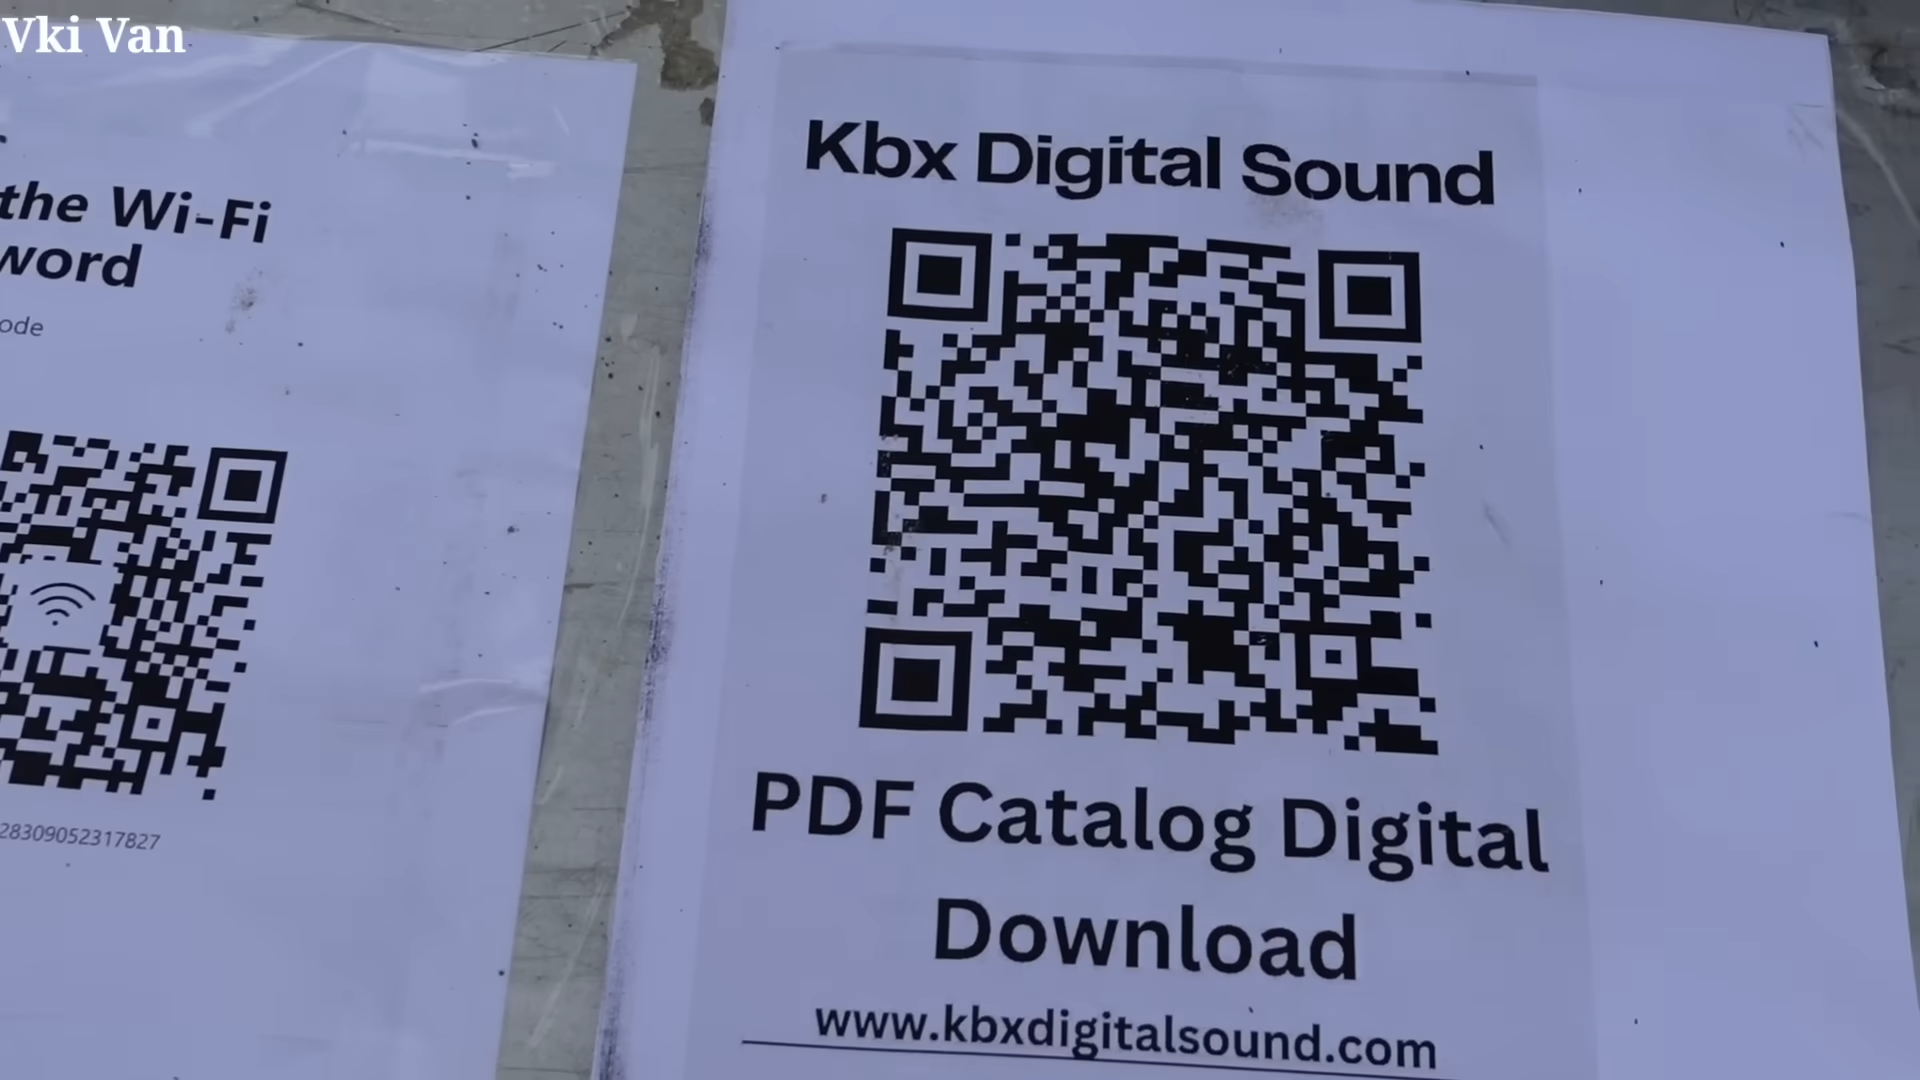 Vki Van
the Wi-Fi
word
ode
28309052317827
Kbx Digital Sound
PDF Catalog Digital
Download
www.kbxdigitalsound.com